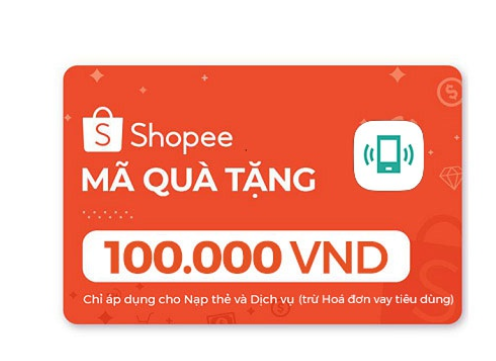 Shopee
MÃ QUÀ TẶNG
100.000 VND
Chỉ áp dụng cho Nạp thẻ và Dịch vụ (trừ Hoá đơn vay tiêu dùng)